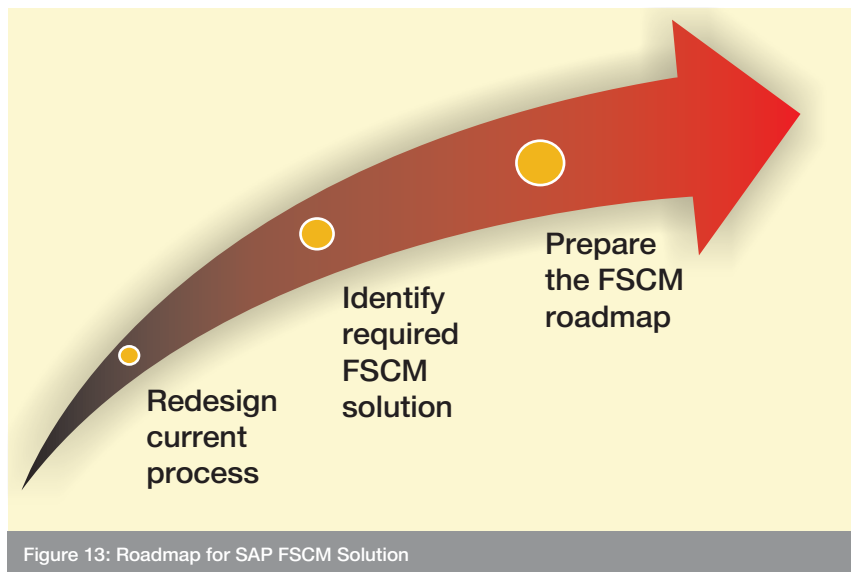 Redesign
current
process
Identify
required
FSCM
solution
Prepare
the FSCM
roadmap
Figure 13: Roadmap for SAP FSCM Solution